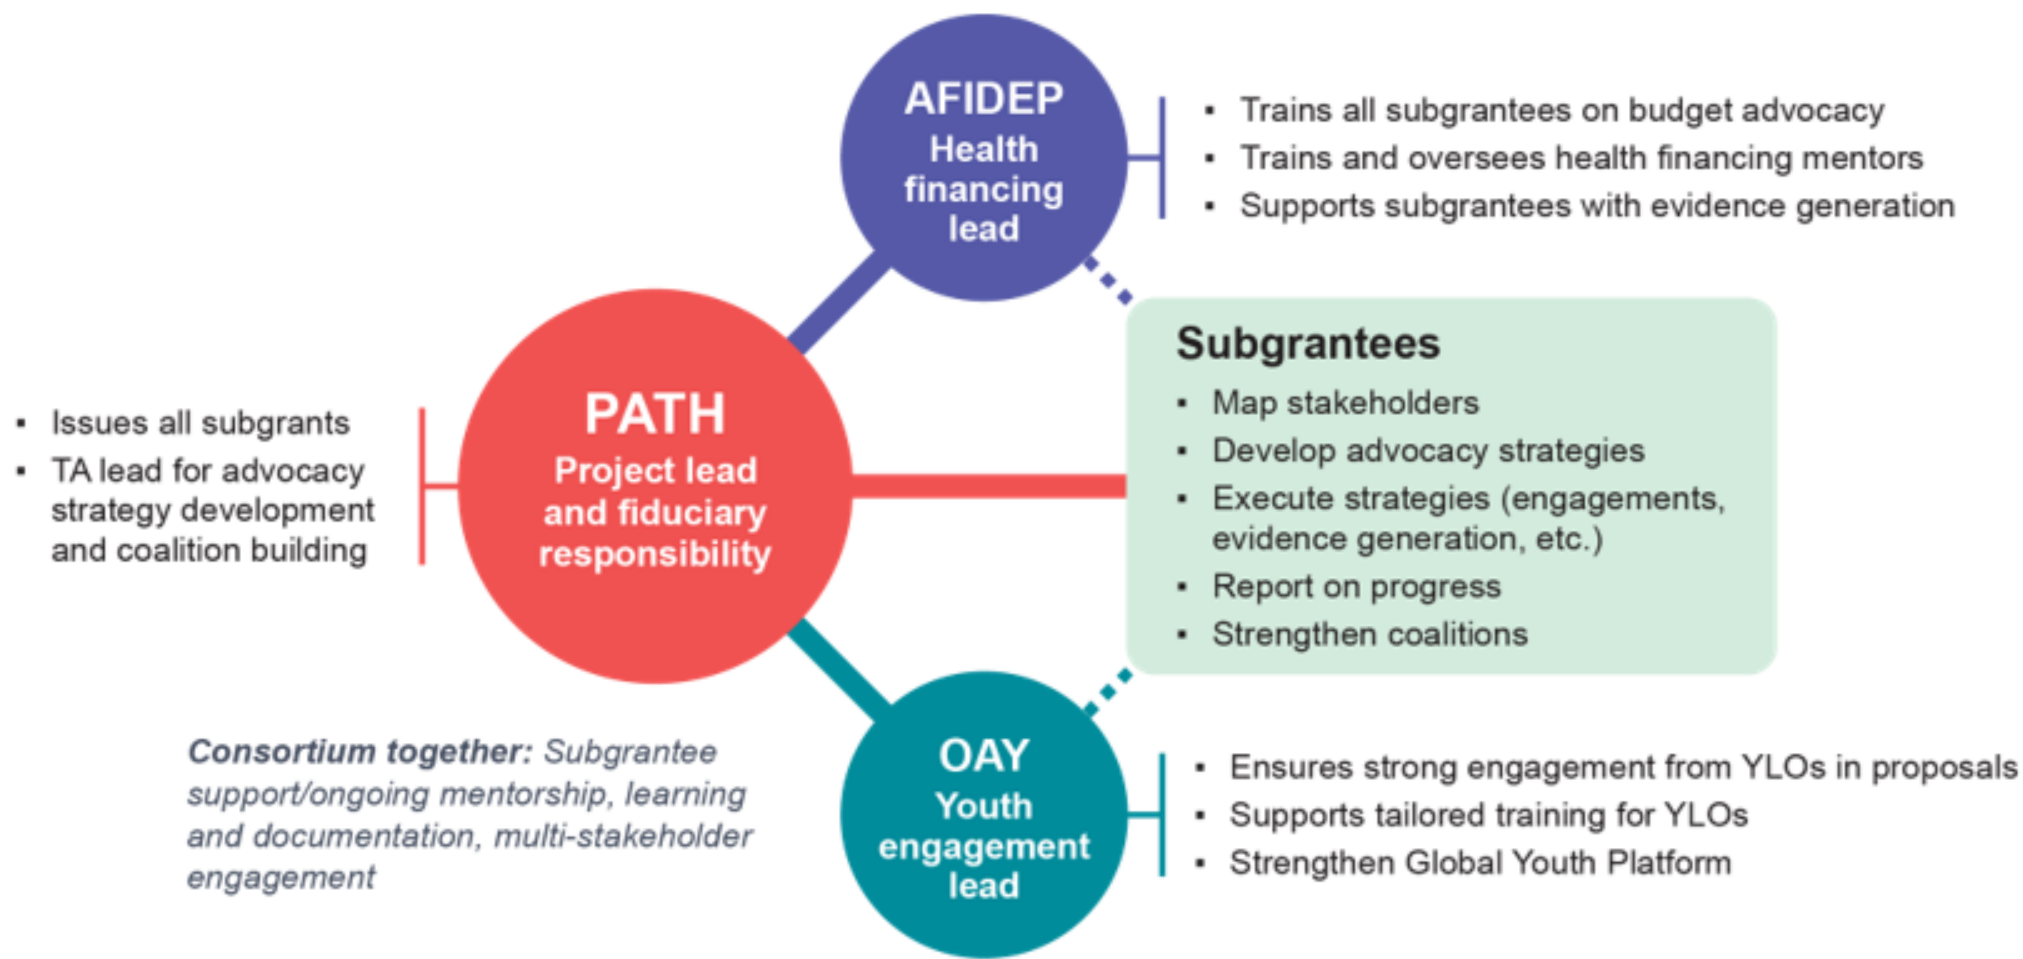 AFIDEP
Health
financing
lead
▪ Trains all subgrantees on budget advocacy
▪ Trains and oversees health financing mentors
▪ Supports subgrantees with evidence generation
▪ Issues all subgrants
▪ TA lead for advocacy
strategy development
and coalition building
PATH
Project lead
and fiduciary
responsibility
Subgrantees
▪ Map stakeholders
▪ Develop advocacy strategies
▪ Execute strategies (engagements,
evidence generation, etc.)
▪ Report on progress
▪ Strengthen coalitions
Consortium together: Subgrantee
support/ongoing mentorship, learning
and documentation, multi-stakeholder
engagement
OAY
Youth
engagement
lead
▪ Ensures strong engagement from YLOs in proposals
▪ Supports tailored training for YLOs
▪ Strengthen Global Youth Platform